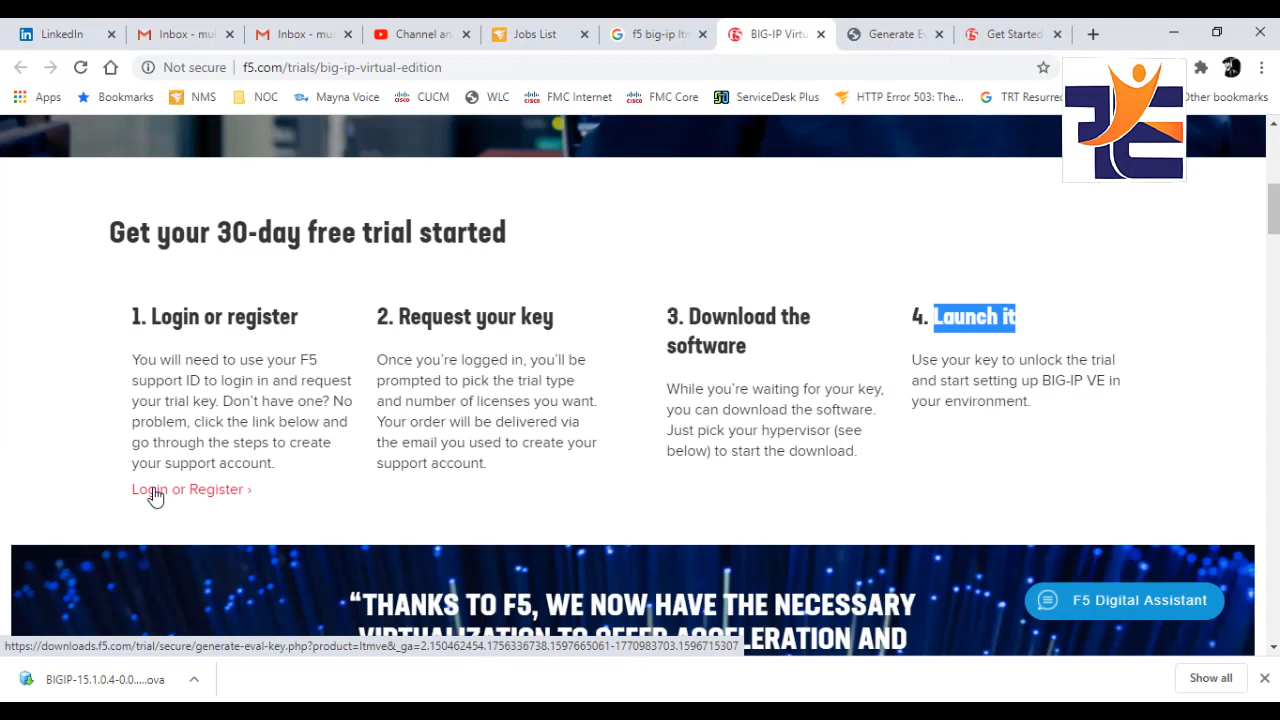 LinkedIn
Inbox - mul
Inbox - mus
Channel an
Jobs List
f5 big-ip ltm
BIG-IP Virtu
Generate Ev
Get Started
Not secure
f5.com/trials/big-ip-virtual-edition
Apps
Bookmarks
NMS
NOC
Mayna Voice
CUCM
WLC
FMC Internet
FMC Core
ServiceDesk Plus
HTTP Error 503: The...
TRT Resurrec
Other bookmarks
Get your 30-day free trial started
1. Login or register
You will need to use your F5
support ID to login in and request
your trial key. Don't have one? No
problem, click the link below and
go through the steps to create
your support account.
Login or Register ›
2. Request your key
Once you're logged in, you'll be
prompted to pick the trial type
and number of licenses you want.
Your order will be delivered via
the email you used to create your
support account.
3. Download the
software
While you're waiting for your key,
you can download the software.
Just pick your hypervisor (see
below) to start the download.
4. Launch it
Use your key to unlock the trial
and start setting up BIG-IP VE in
your environment.
“THANKS TO F5, WE NOW HAVE THE NECESSARY
VIRTUALIZATION TO OFFER ACCELERATION AND
F5 Digital Assistant
https://downloads.f5.com/trial/secure/generate-eval-key.php?product=ltmve&_ga=2.150462454.1756336738.1597665061-1770983703.1596715307
BIGIP-15.1.0.4-0.0.....ova
Show all